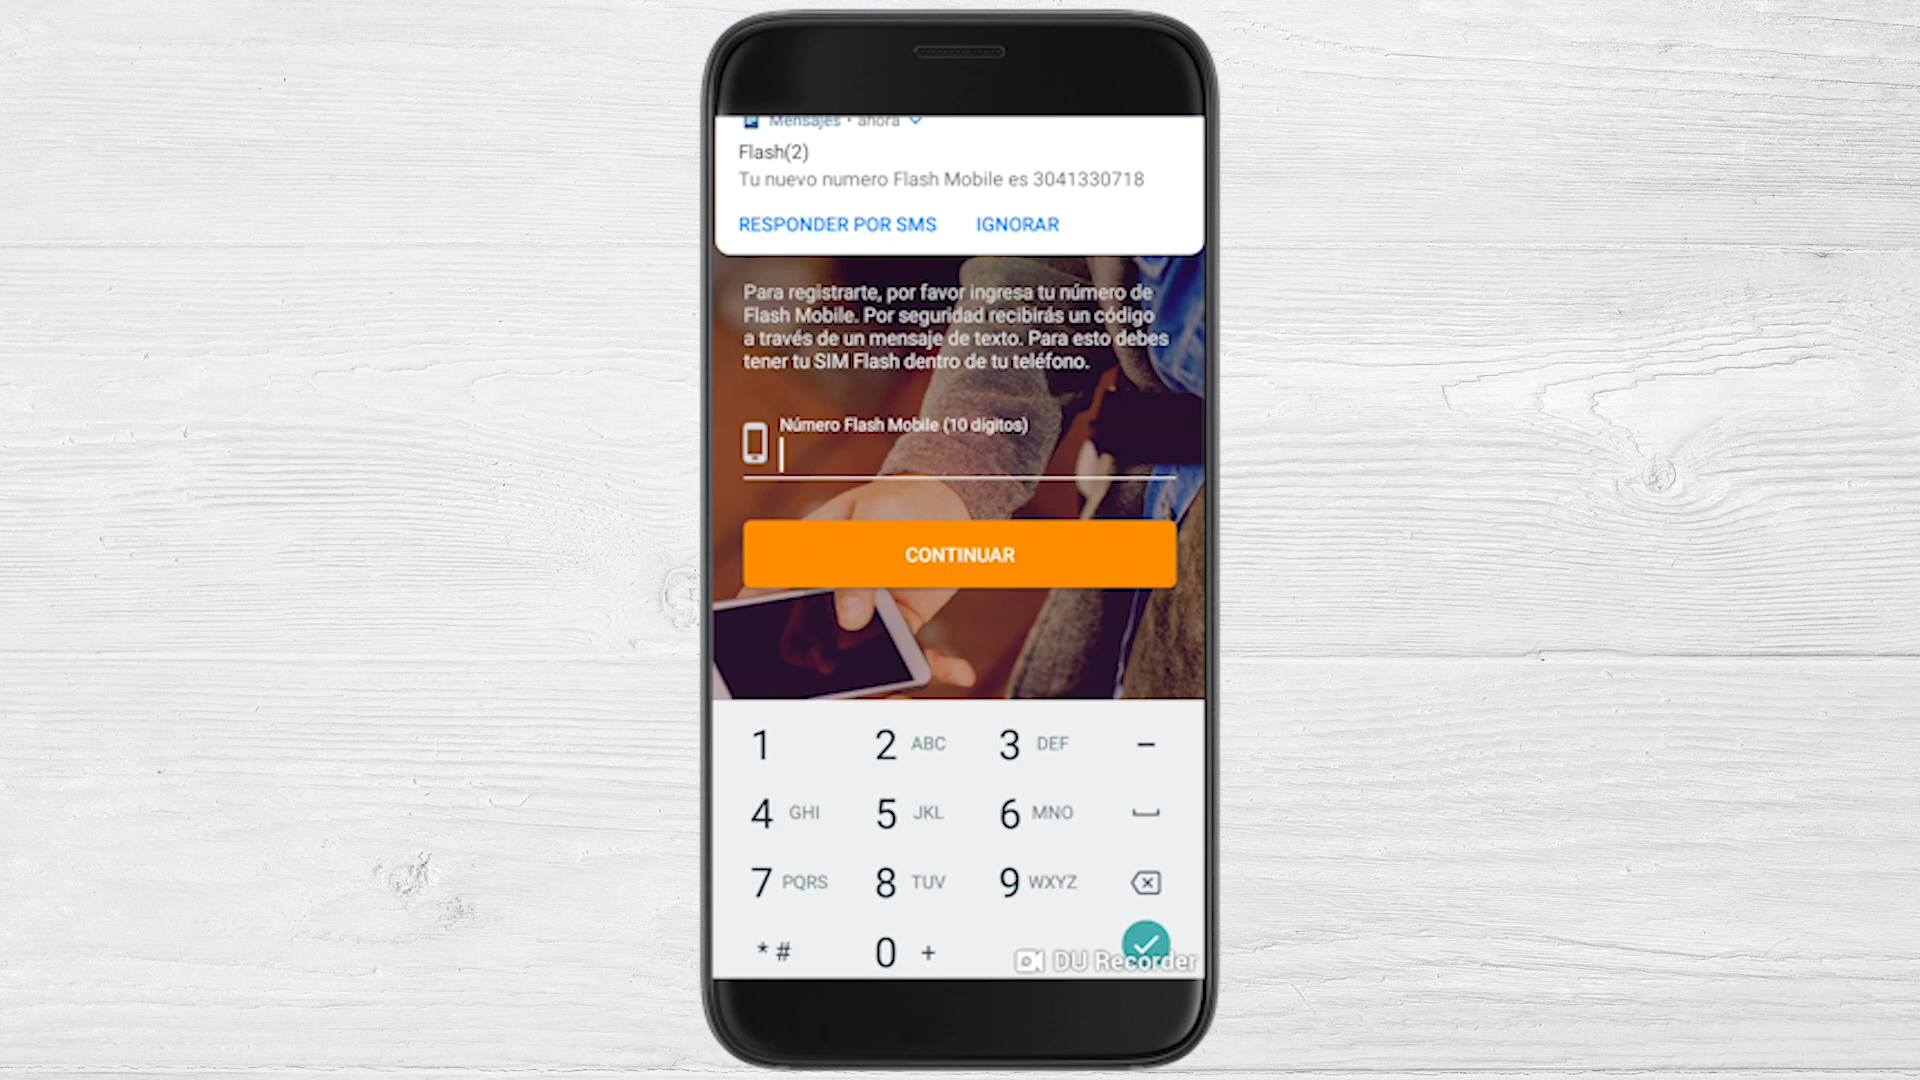 Mensajes • ahora
Flash(2)
Tu nuevo numero Flash Mobile es 3041330718
RESPONDER POR SMS IGNORAR
Para registrarte, por favor ingresa tu número de
Flash Mobile. Por seguridad recibirás un código
a través de un mensaje de texto. Para esto debes
tener tu SIM Flash dentro de tu teléfono.
Número Flash Mobile (10 dígitos)
CONTINUAR
1 2 ABC 3 DEF –
4 GHI 5 JKL 6 MNO
7 PQRS 8 TUV 9 WXYZ
* # 0 +
DU Recorder